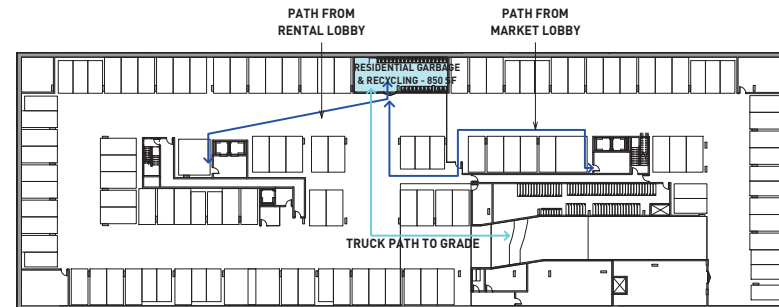 PATH FROM
RENTAL LOBBY
PATH FROM
MARKET LOBBY
RESIDENTIAL GARBAGE
& RECYCLING - 850 SF
TRUCK PATH TO GRADE